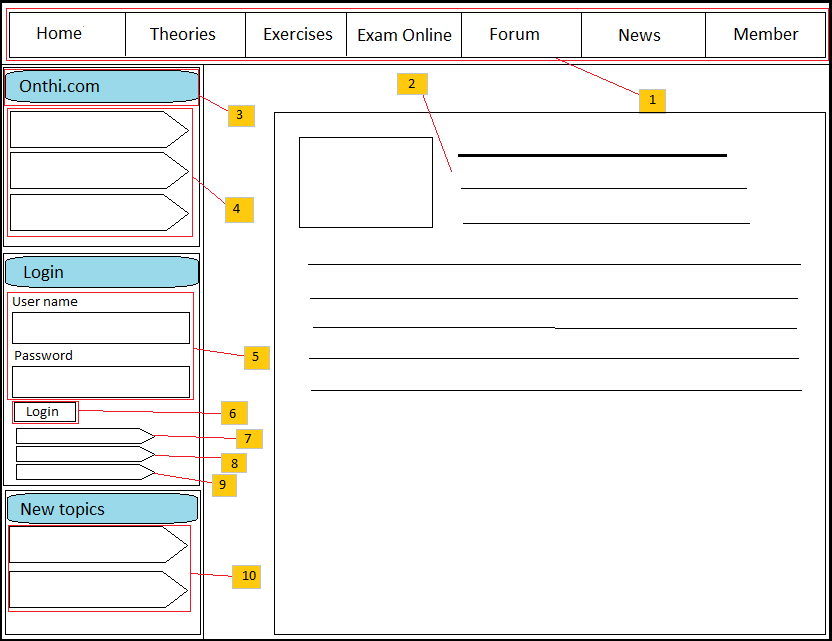 Home Theories Exercises Exam Online Forum News Member
1
2
Onthi.com
3
4
Login
User name
5
Password
Login
6
7
8
9
New topics
10